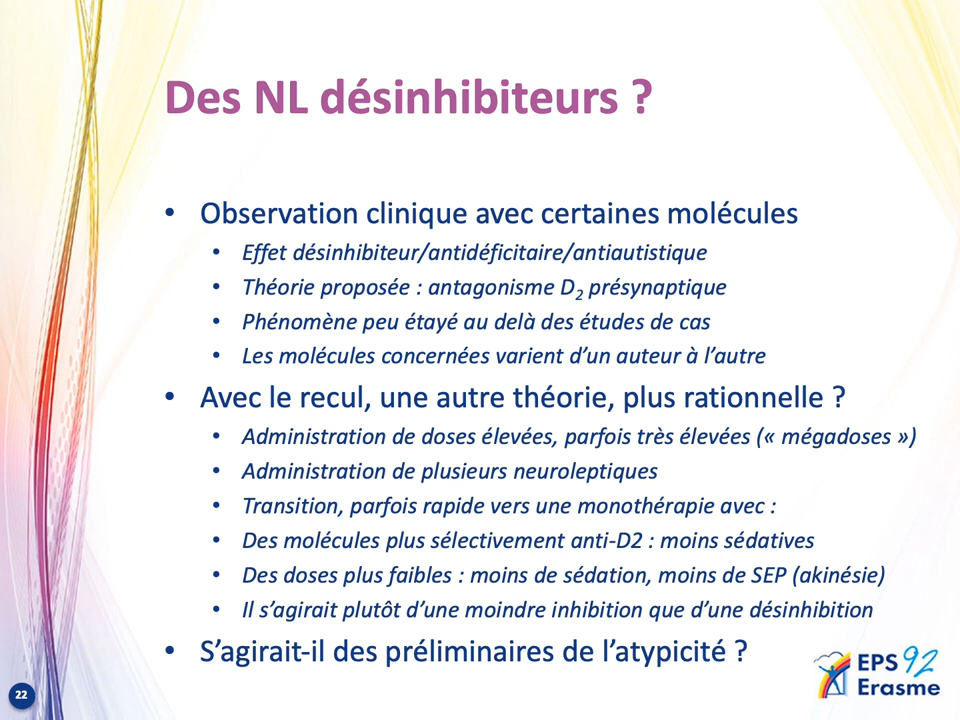 Des NL désinhibiteurs ?
• Observation clinique avec certaines molécules
• Effet désinhibiteur/antidéficitaire/antiautistique
• Théorie proposée : antagonisme D2 présynaptique
• Phénomène peu étayé au delà des études de cas
• Les molécules concernées varient d’un auteur à l’autre
• Avec le recul, une autre théorie, plus rationnelle ?
• Administration de doses élevées, parfois très élevées (« mégadoses »)
• Administration de plusieurs neuroleptiques
• Transition, parfois rapide vers une monothérapie avec :
• Des molécules plus sélectivement anti-D2 : moins sédatives
• Des doses plus faibles : moins de sédation, moins de SEP (akinésie)
• Il s’agirait plutôt d’une moindre inhibition que d’une désinhibition
• S’agirait-il des préliminaires de l’atypicité ?
22
EPS 92
Erasme